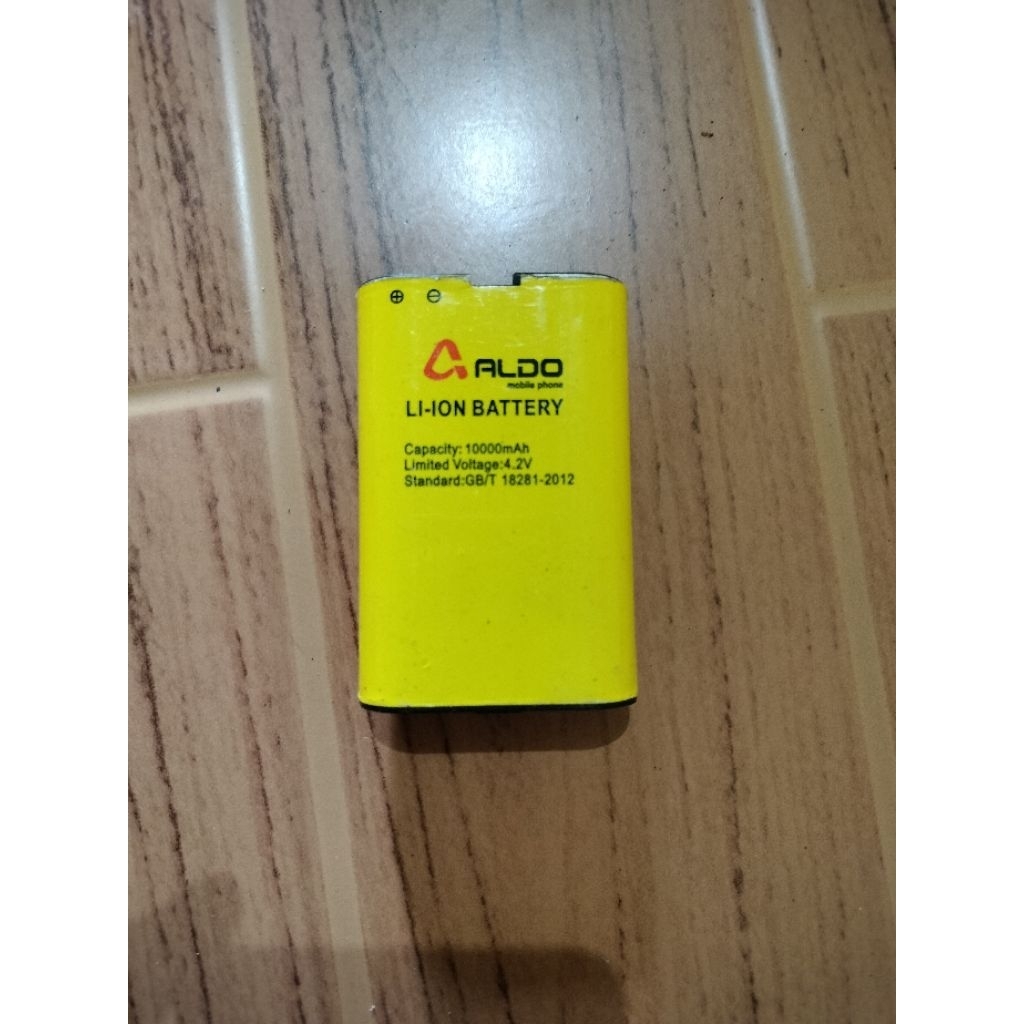 ⊕ ⊖
ALDO
mobile phone
LI-ION BATTERY
Capacity: 10000mAh
Limited Voltage:4.2V
Standard:GB/T 18281-2012